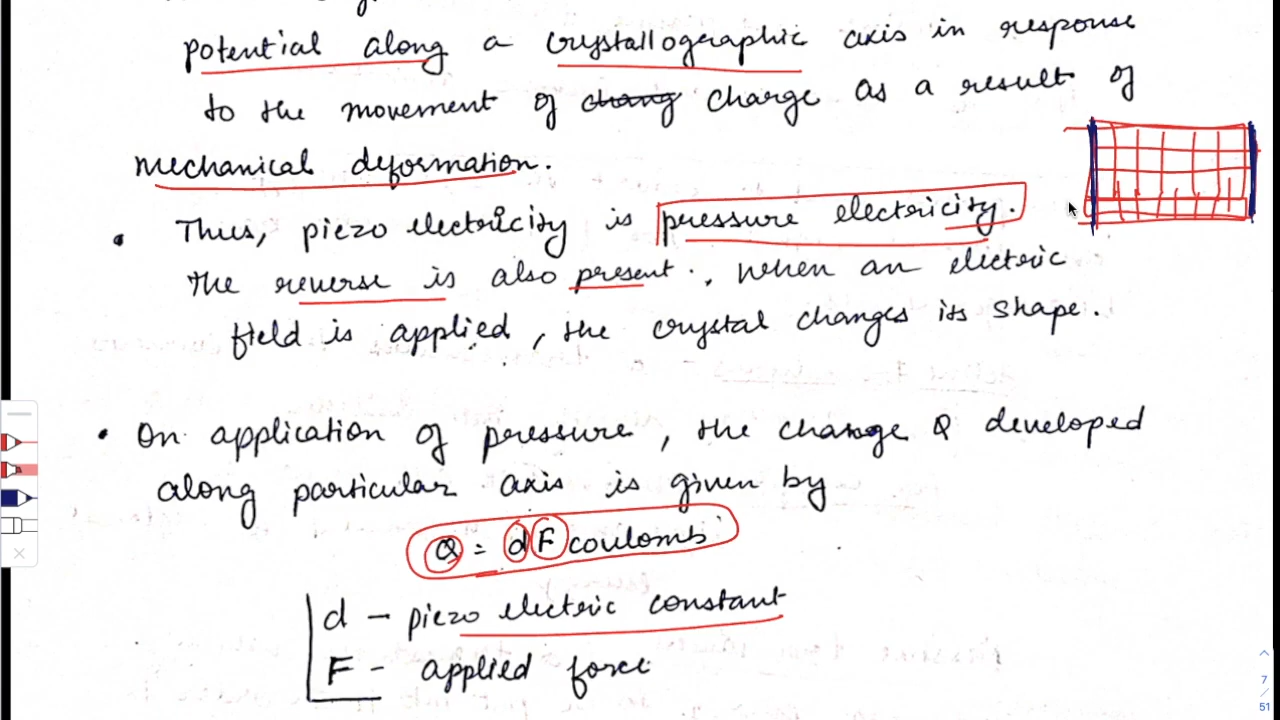 potential along a crystallographic axis in response
to the movement of charge as a result of
mechanical deformation.
• Thus, piezo electricity is pressure electricity.
The reverse is also present., when an electric
field is applied, the crystal changes its shape.
• On application of pressure, the charge Q developed
along particular axis is given by
Q = dF coulombs
d – piezo electric constant
F - applied force
7
/
51